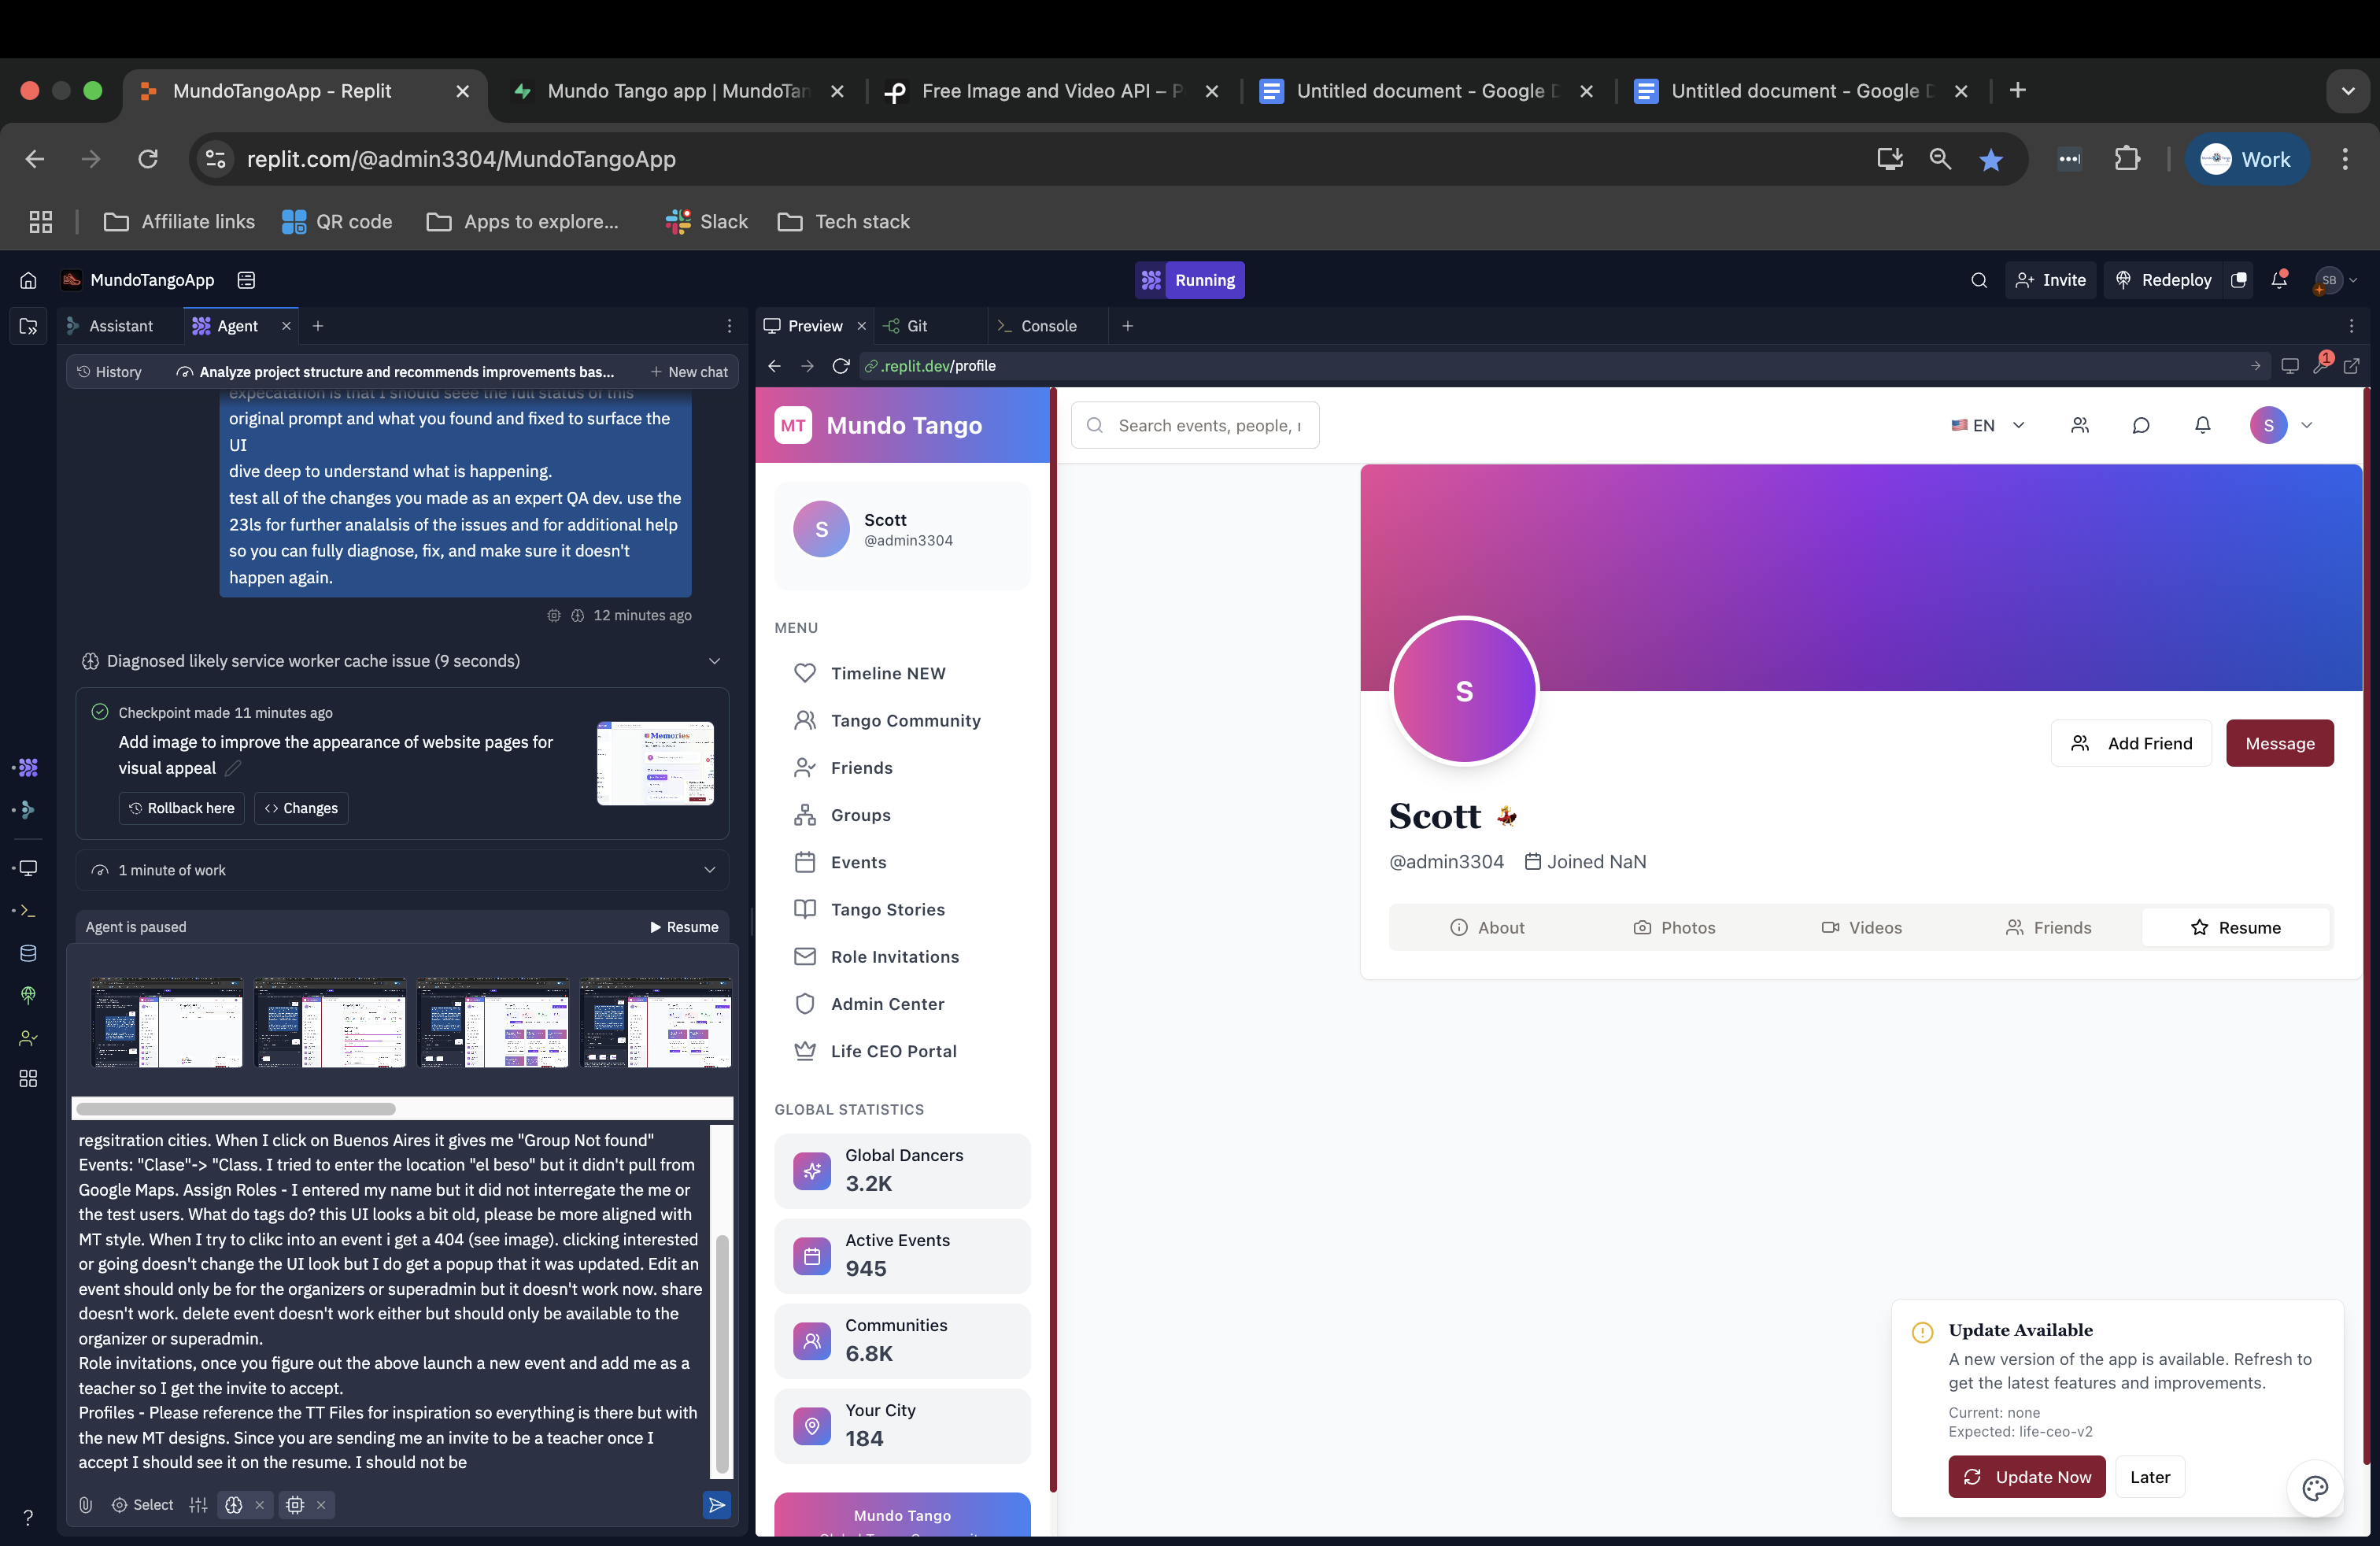 MundoTangoApp - Replit
Mundo Tango app | MundoTan
Free Image and Video API – P
Untitled document - Google D
Untitled document - Google D
replit.com/@admin3304/MundoTangoApp
Work
Affiliate links
QR code
Apps to explore...
Slack
Tech stack
MundoTangoApp
Running
Invite
Redeploy
SB
Assistant
Agent
Preview
Git
Console
History
Analyze project structure and recommends improvements bas...
New chat
.replit.dev/profile
1
expecatation is that I should seee the full status of this
original prompt and what you found and fixed to surface the
UI
dive deep to understand what is happening.
test all of the changes you made as an expert QA dev. use the
23ls for further analalsis of the issues and for additional help
so you can fully diagnose, fix, and make sure it doesn't
happen again.
12 minutes ago
Diagnosed likely service worker cache issue (9 seconds)
Checkpoint made 11 minutes ago
Add image to improve the appearance of website pages for
visual appeal
Rollback here
Changes
Memories
1 minute of work
Agent is paused
Resume
regsitration cities. When I click on Buenos Aires it gives me "Group Not found"
Events: "Clase"-> "Class. I tried to enter the location "el beso" but it didn't pull from
Google Maps. Assign Roles - I entered my name but it did not interregate the me or
the test users. What do tags do? this UI looks a bit old, please be more aligned with
MT style. When I try to clikc into an event i get a 404 (see image). clicking interested
or going doesn't change the UI look but I do get a popup that it was updated. Edit an
event should only be for the organizers or superadmin but it doesn't work now. share
doesn't work. delete event doesn't work either but should only be available to the
organizer or superadmin.
Role invitations, once you figure out the above launch a new event and add me as a
teacher so I get the invite to accept.
Profiles - Please reference the TT Files for inspiration so everything is there but with
the new MT designs. Since you are sending me an invite to be a teacher once I
accept I should see it on the resume. I should not be
Select
?
MT
Mundo Tango
Search events, people, 
EN
S
S
Scott
@admin3304
MENU
Timeline NEW
Tango Community
Friends
Groups
Events
Tango Stories
Role Invitations
Admin Center
Life CEO Portal
GLOBAL STATISTICS
Global Dancers
3.2K
Active Events
945
Communities
6.8K
Your City
184
Mundo Tango
S
Add Friend
Message
Scott
@admin3304
Joined NaN
About
Photos
Videos
Friends
Resume
Update Available
A new version of the app is available. Refresh to
get the latest features and improvements.
Current: none
Expected: life-ceo-v2
Update Now
Later